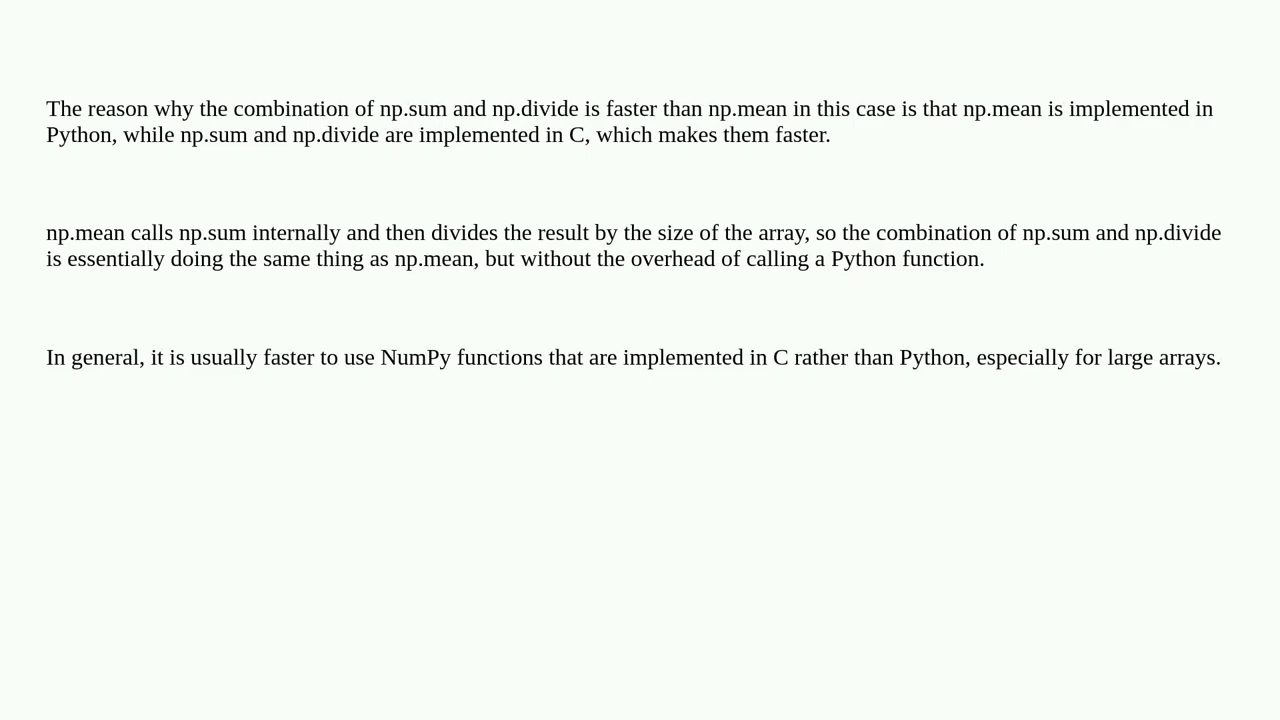 The reason why the combination of np.sum and np.divide is faster than np.mean in this case is that np.mean is implemented in
Python, while np.sum and np.divide are implemented in C, which makes them faster.
np.mean calls np.sum internally and then divides the result by the size of the array, so the combination of np.sum and np.divide
is essentially doing the same thing as np.mean, but without the overhead of calling a Python function.
In general, it is usually faster to use NumPy functions that are implemented in C rather than Python, especially for large arrays.